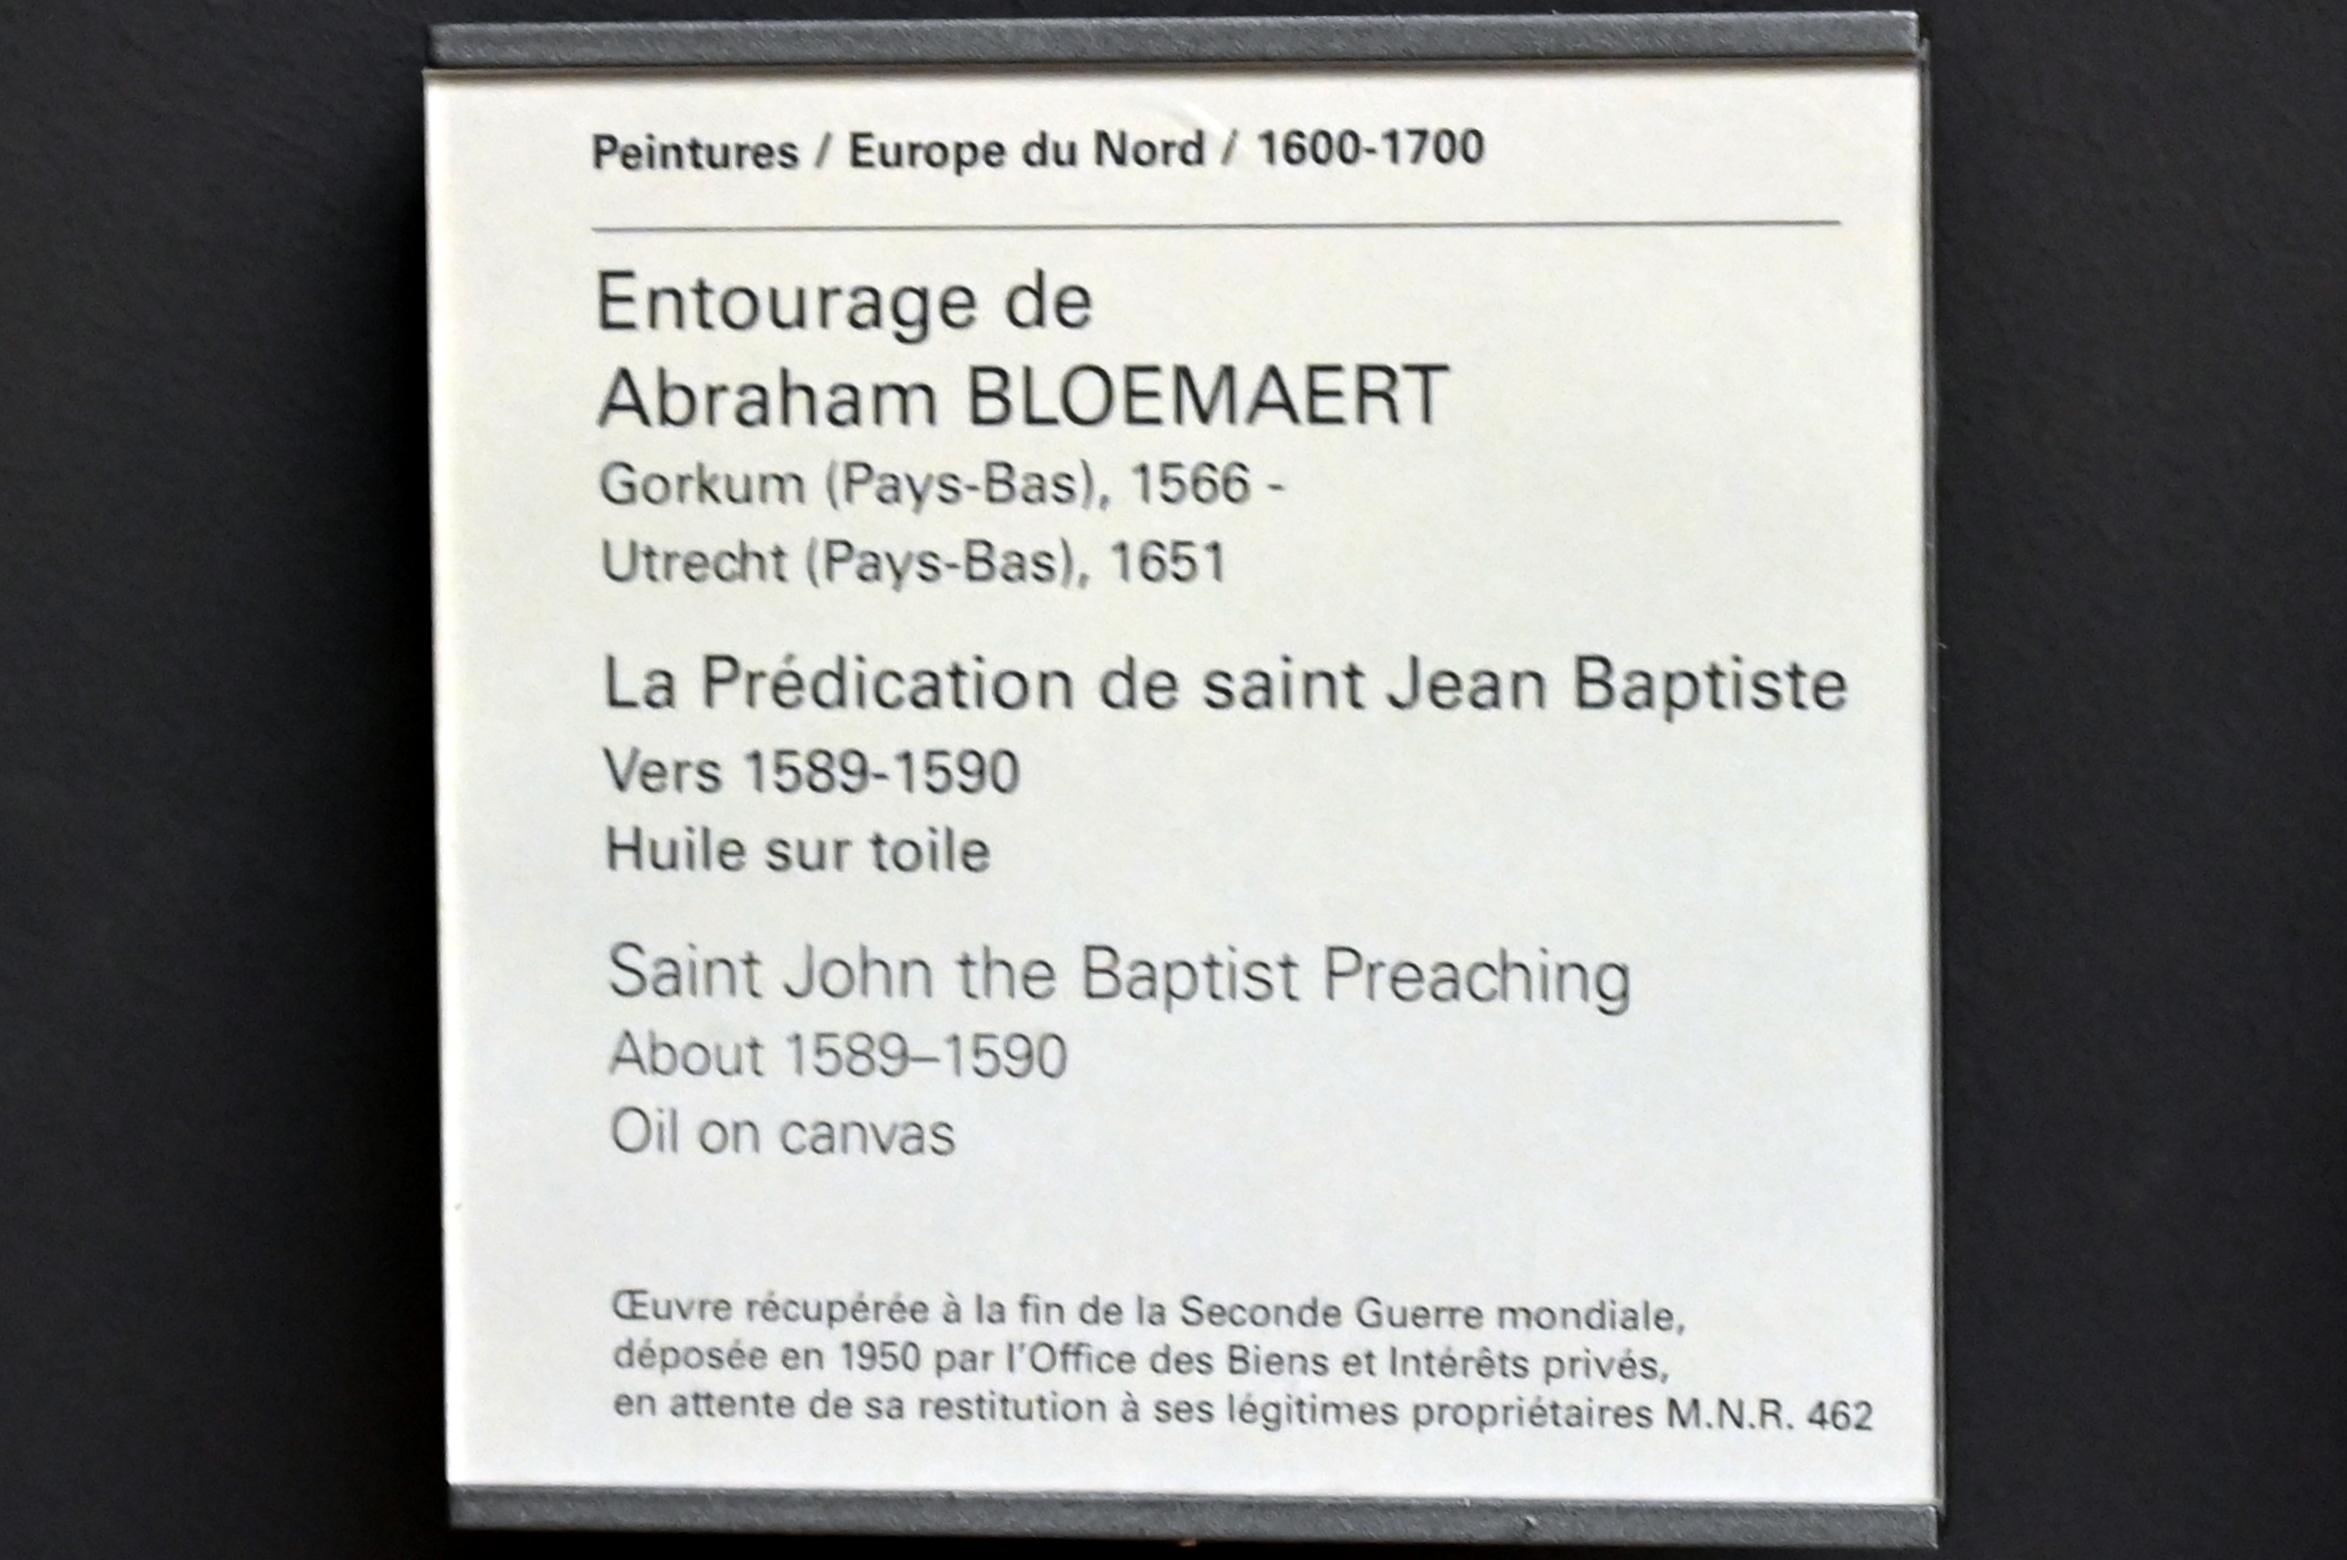 Peintures / Europe du Nord / 1600-1700
Entourage de
Abraham BLOEMAERT
Gorkum (Pays-Bas), 1566 -
Utrecht (Pays-Bas), 1651
La Prédication de saint Jean Baptiste
Vers 1589-1590
Huile sur toile
Saint John the Baptist Preaching
About 1589–1590
Oil on canvas
Œuvre récupérée à la fin de la Seconde Guerre mondiale,
déposée en 1950 par l'Office des Biens et Intérêts privés,
en attente de sa restitution à ses légitimes propriétaires M.N.R. 462